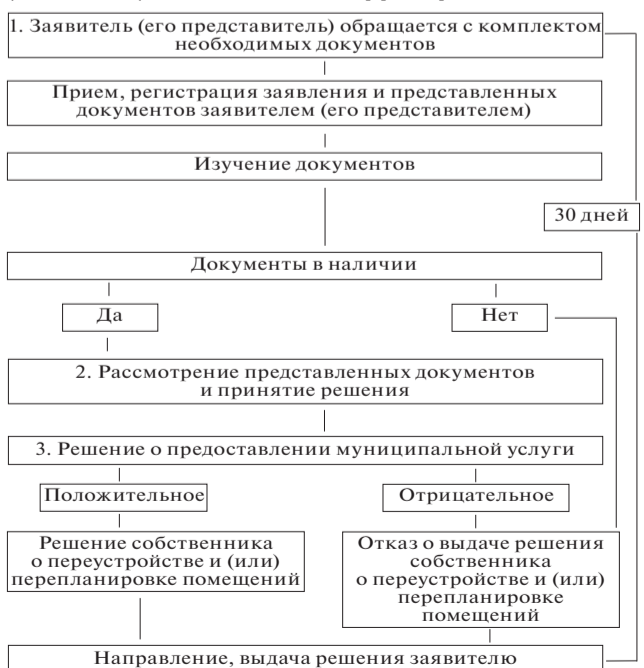 1. Заявитель (его представитель) обращается с комплектом
необходимых документов
Прием, регистрация заявления и представленных
документов заявителем (его представителем)
Изучение документов
30 дней
Документы в наличии
Да
Нет
2. Рассмотрение представленных документов
и принятие решения
3. Решение о предоставлении муниципальной услуги
Положительное
Отрицательное
Решение собственника
о переустройстве и (или)
перепланировке помещений
Отказ о выдаче решения
собственника
о переустройстве и (или)
перепланировке
помещений
Направление, выдача решения заявителю